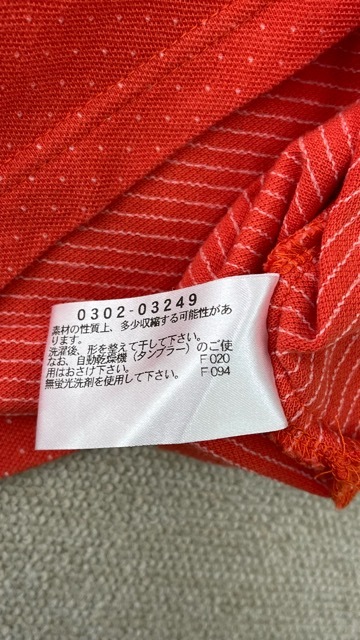 0302-03249
素材の性質上、多少収縮する可能性があ
ります。
洗濯後、形を整えて干して下さい。
なお、自動乾燥機（タンブラー）のご使
用はおさけ下さい。 F020
無蛍光洗剤を使用して下さい。 F094